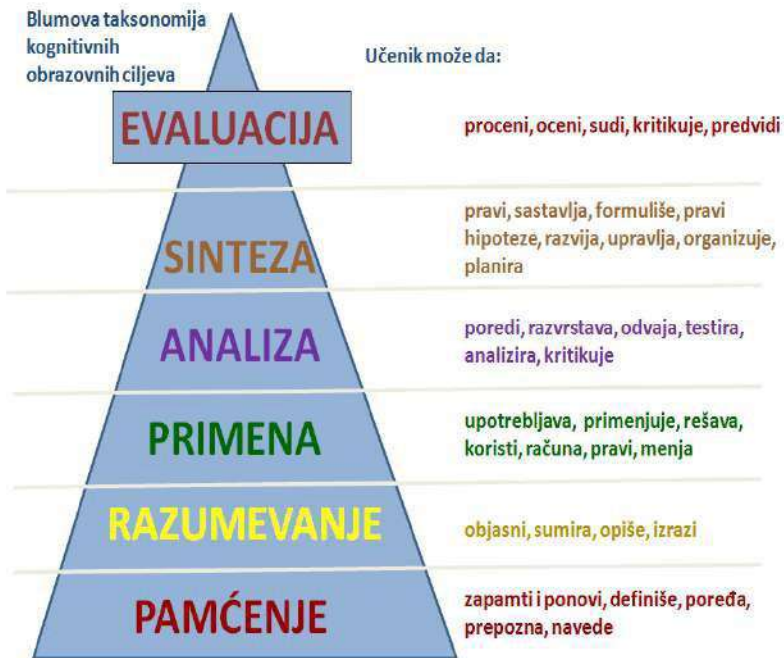 Blumova taksonomija
kognitivnih
obrazovnih ciljeva
Učenik može da:
EVALUACIJA
proceni, oceni, sudi, kritikuje, predvidi
SINTEZA
pravi, sastavlja, formuliše, pravi
hipoteze, razvija, upravlja, organizuje,
planira
ANALIZA
poredi, razvrstava, odvaja, testira,
analizira, kritikuje
PRIMENA
upotrebljava, primenjuje, rešava,
koristi, računa, pravi, menja
RAZUMEVANJE
objasni, sumira, opiše, izrazi
PAMĆENJE
zapamti i ponovi, definiše, poređa,
prepozna, navede